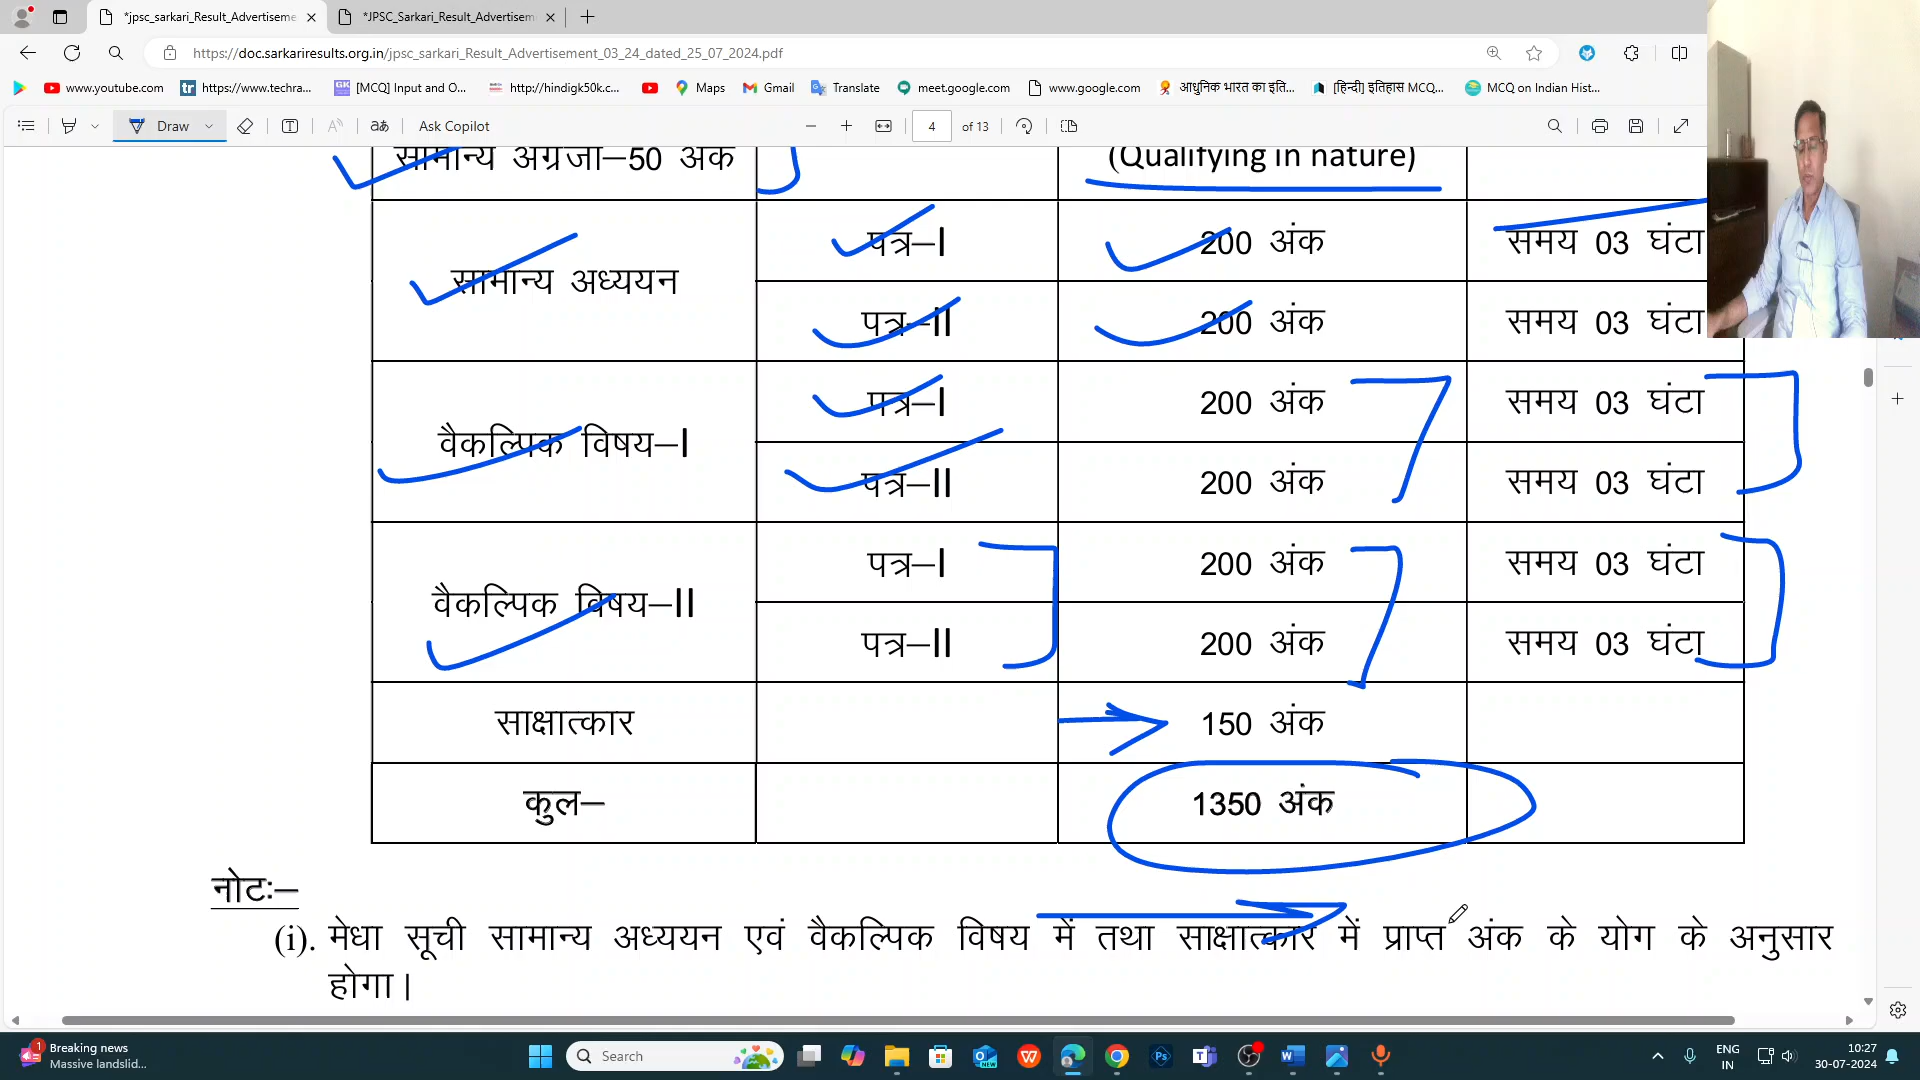 *jpsc_sarkari_Result_Advertiseme
*JPSC_Sarkari_Result_Advertisem
https://doc.sarkariresults.org.in/jpsc_sarkari_Result_Advertisement_03_24_dated_25_07_2024.pdf
www.youtube.com
https://www.techra...
[MCQ] Input and O...
http://hindigk50k.c...
Maps
Gmail
Translate
meet.google.com
www.google.com
आधुनिक भारत का इति...
[हिन्दी] इतिहास MCQ...
MCQ on Indian Hist...
Draw
Ask Copilot
4 of 13
सामान्य अंग्रेजी–50 अंक (Qualifying in nature)
सामान्य अध्ययन
पत्र–I 200 अंक समय 03 घंटा
पत्र–II 200 अंक समय 03 घंटा
वैकल्पिक विषय–I
पत्र–I 200 अंक समय 03 घंटा
पत्र–II 200 अंक समय 03 घंटा
वैकल्पिक विषय–II
पत्र–I 200 अंक समय 03 घंटा
पत्र–II 200 अंक समय 03 घंटा
साक्षात्कार 150 अंक
कुल– 1350 अंक
नोटः–
(i). मेधा सूची सामान्य अध्ययन एवं वैकल्पिक विषय में तथा साक्षात्कार में प्राप्त अंक के योग के अनुसार
होगा।
1
Breaking news
Massive landslid...
Search
ENG
IN
10:27
30-07-2024